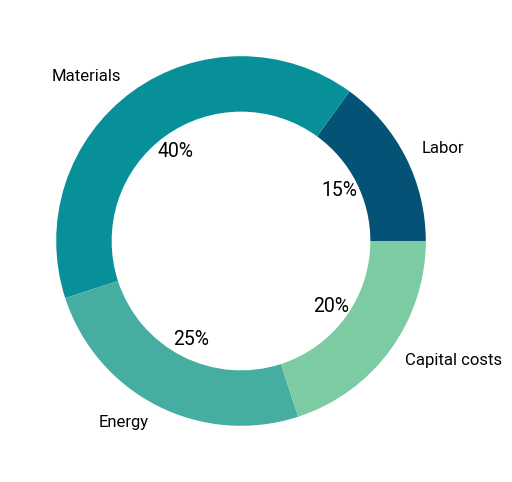 Materials
40%
Labor
15%
20%
Capital costs
25%
Energy